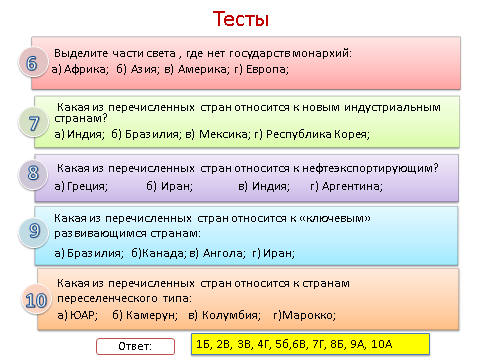 Тесты
6
Выделите части света , где нет государств монархий:
а) Африка; б) Азия; в) Америка; г) Европа;
7
Какая из перечисленных стран относится к новым индустриальным
странам?
а) Индия; б) Бразилия; в) Мексика; г) Республика Корея;
8
Какая из перечисленных стран относится к нефтеэкспортирующим?
а) Греция; б) Иран; в) Индия; г) Аргентина;
9
Какая из перечисленных стран относится к «ключевым»
развивающимся странам:
а) Бразилия; б)Канада; в) Ангола; г) Иран;
10
Какая из перечисленных стран относится к странам
переселенческого типа:
а) ЮАР; б) Камерун; в) Колумбия; г)Марокко;
Ответ:
1Б, 2В, 3В, 4Г, 5б,6В, 7Г, 8Б, 9А, 10А